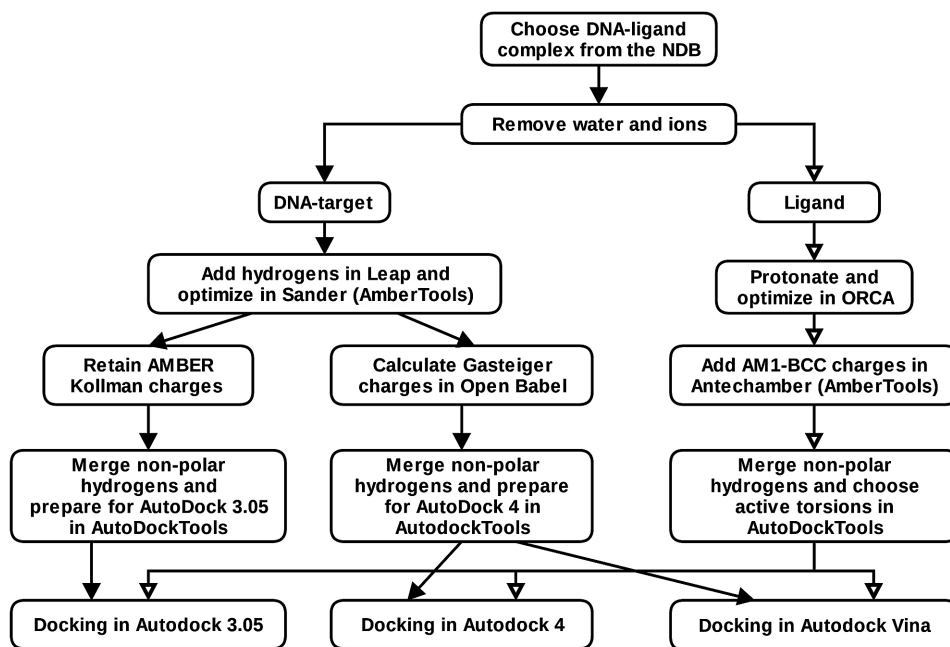 Choose DNA-ligand
complex from the NDB
Remove water and ions
DNA-target
Ligand
Add hydrogens in Leap and
optimize in Sander (AmberTools)
Protonate and
optimize in ORCA
Retain AMBER
Kollman charges
Calculate Gasteiger
charges in Open Babel
Add AM1-BCC charges in
Antechamber (AmberTools)
Merge non-polar
hydrogens and
prepare for AutoDock 3.05
in AutoDockTools
Merge non-polar
hydrogens and prepare
for AutoDock 4 in
AutodockTools
Merge non-polar
hydrogens and choose
active torsions in
AutoDockTools
Docking in Autodock 3.05
Docking in Autodock 4
Docking in Autodock Vina